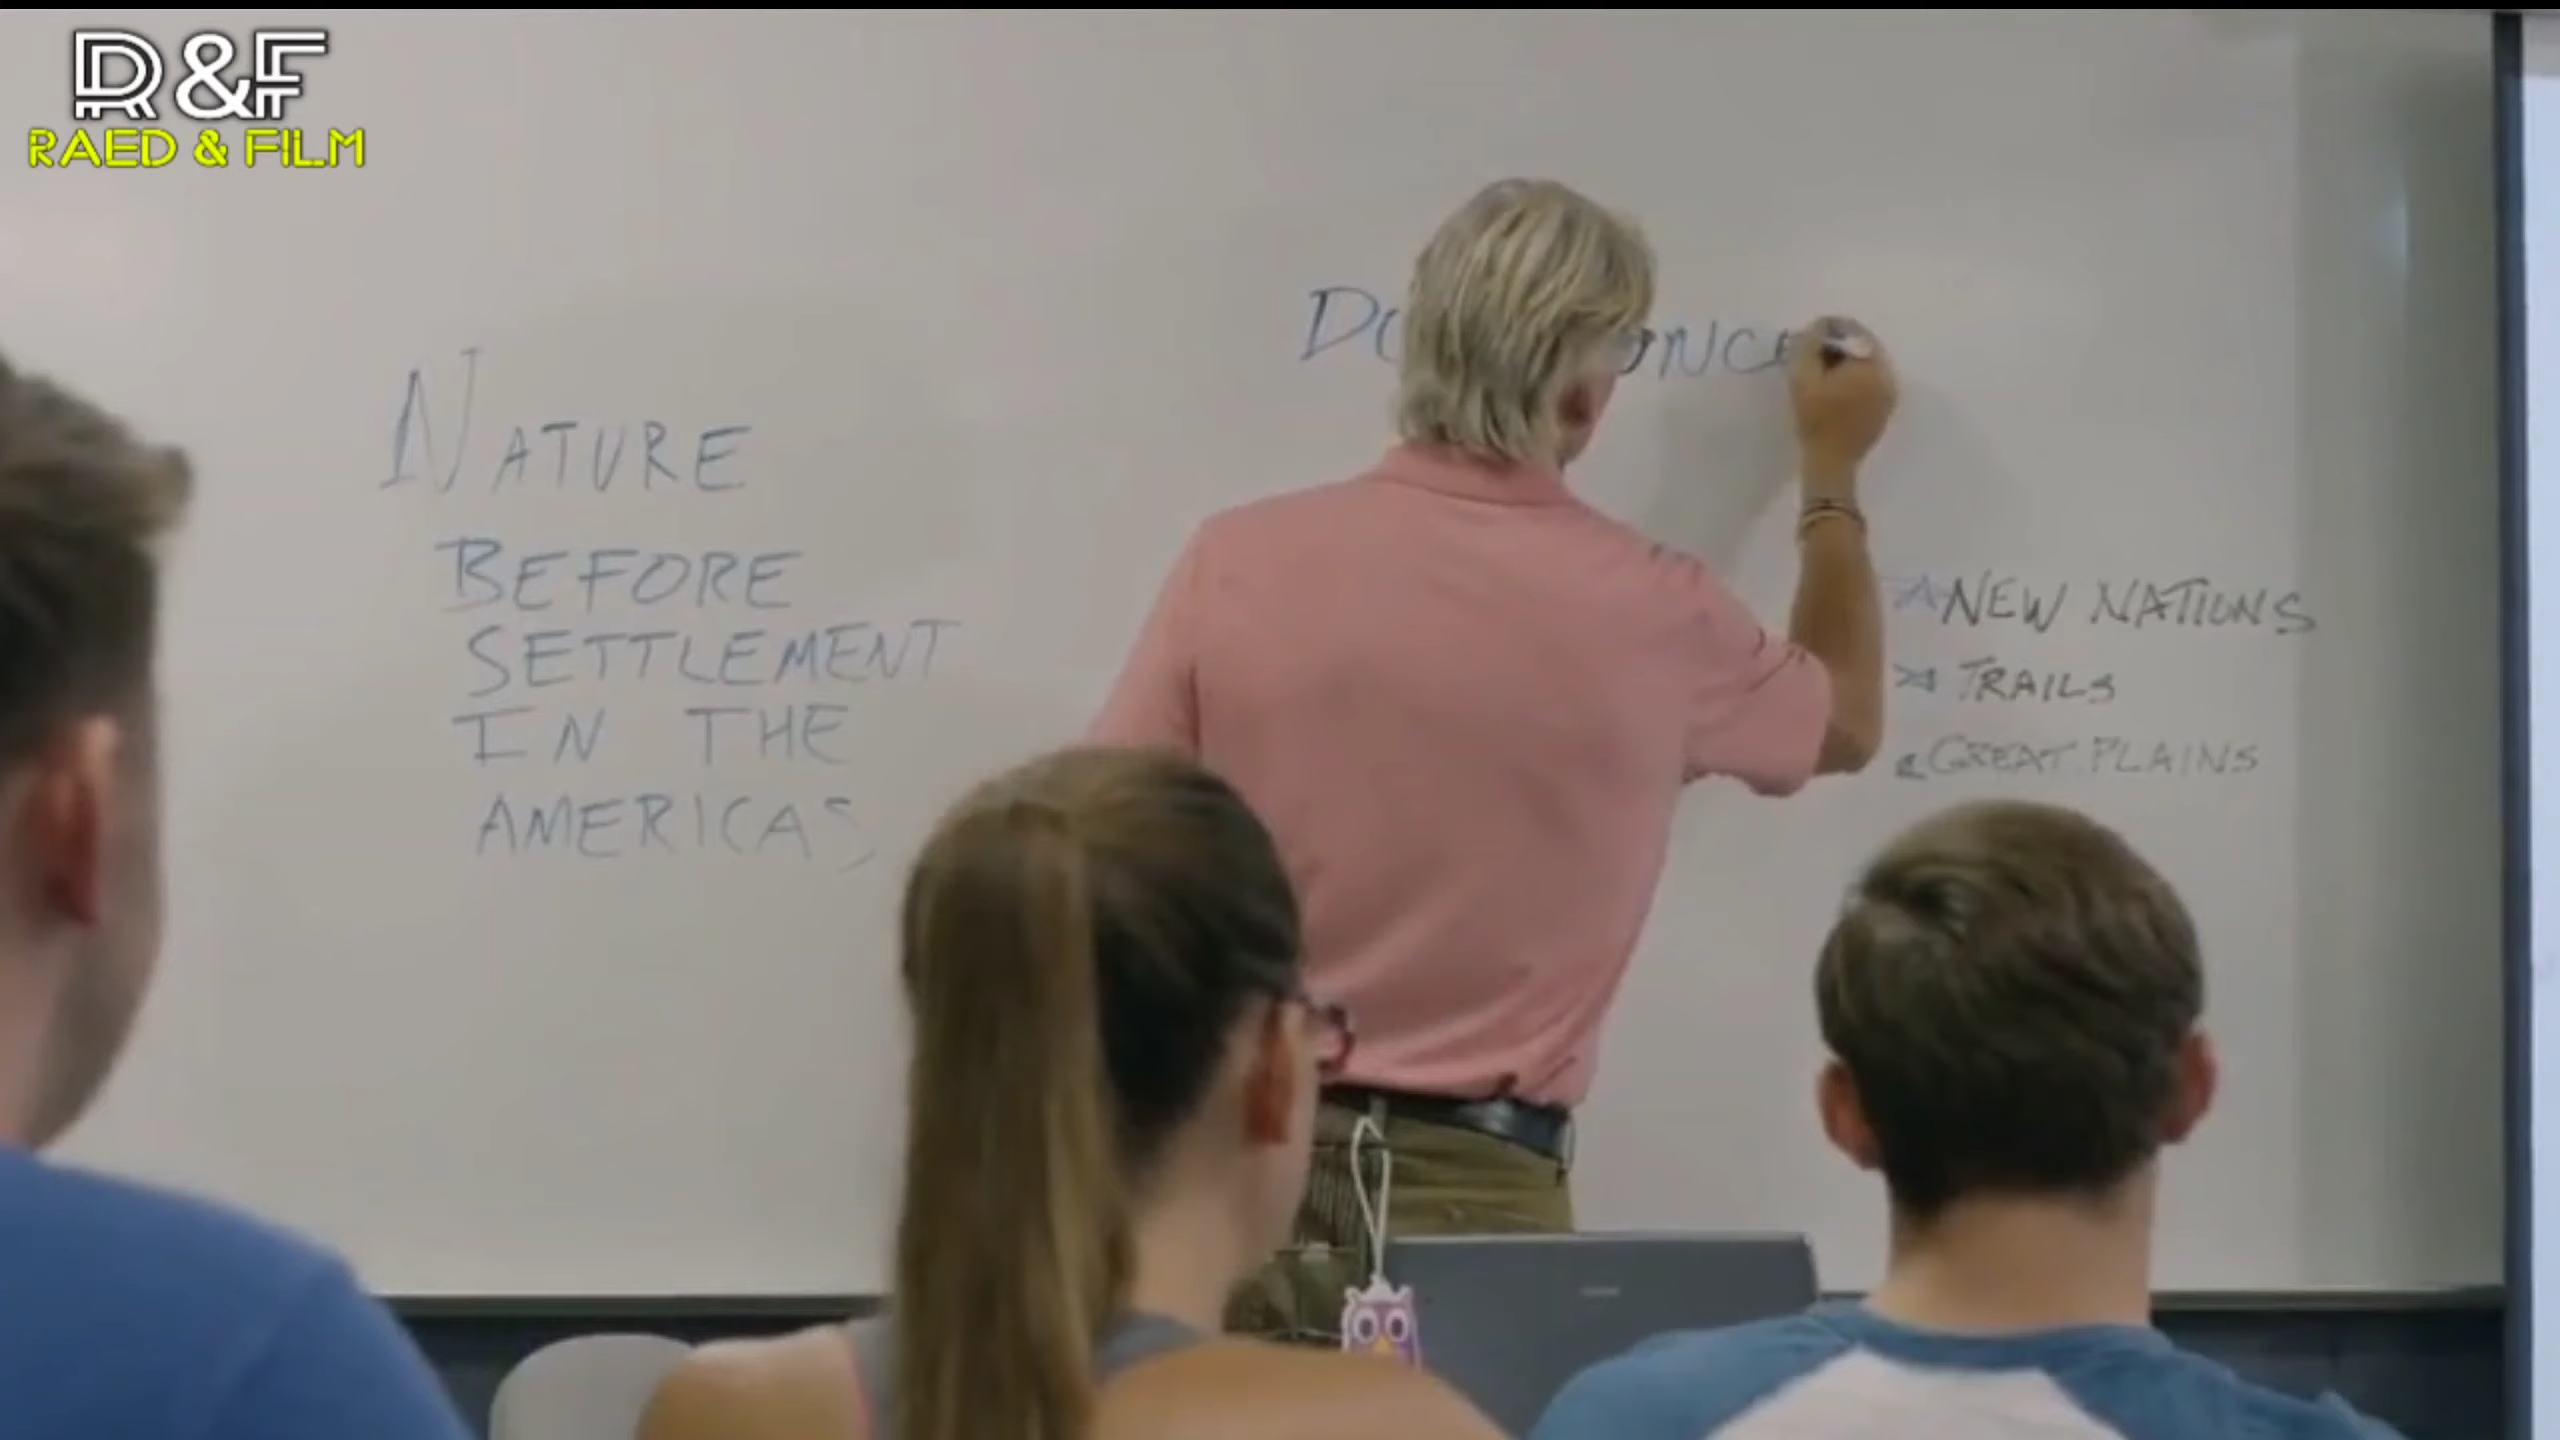 R&F
RAED & FILM
NATURE
BEFORE
SETTLEMENT
IN THE
AMERICAS
NEW NATIONS
TRAILS
GREAT PLAINS